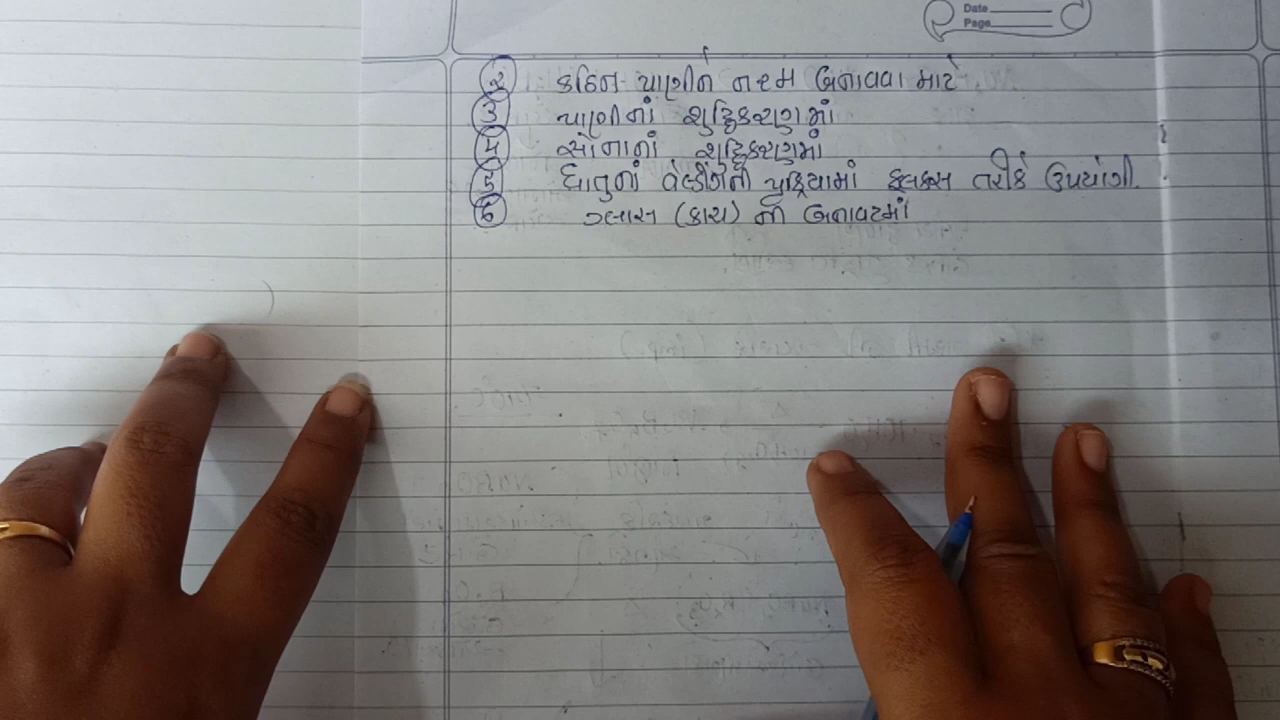 Date
Page
૨ કઠિન પાણીને નરમ બનાવવા માટે
૩ પાણીનાં શુદ્ધિકરણમાં
૪ સોનાનાં શુદ્ધિકરણમાં
૫ ધાતુનાં વેલ્ડીંગની પ્રક્રિયામાં ફ્લક્સ તરીકે ઉપયોગી.
૬ ગ્લાસ (કાચ) ની બનાવટમાં